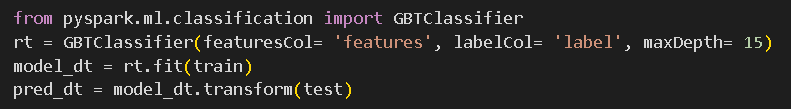 from pyspark.ml.classification import GBTClassifier
rt = GBTClassifier(featuresCol= 'features', labelCol= 'label', maxDepth= 15)
model_dt = rt.fit(train)
pred_dt = model_dt.transform(test)